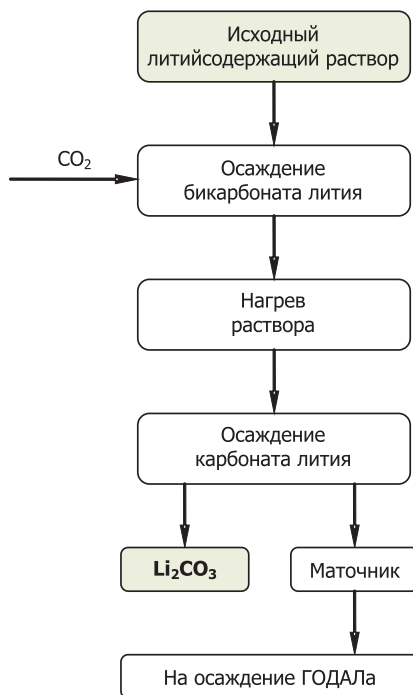 Исходный
литийсодержащий раствор
CO₂
Осаждение
бикарбоната лития
Нагрев
раствора
Осаждение
карбоната лития
Li₂CO₃
Маточник
На осаждение ГОДАЛа